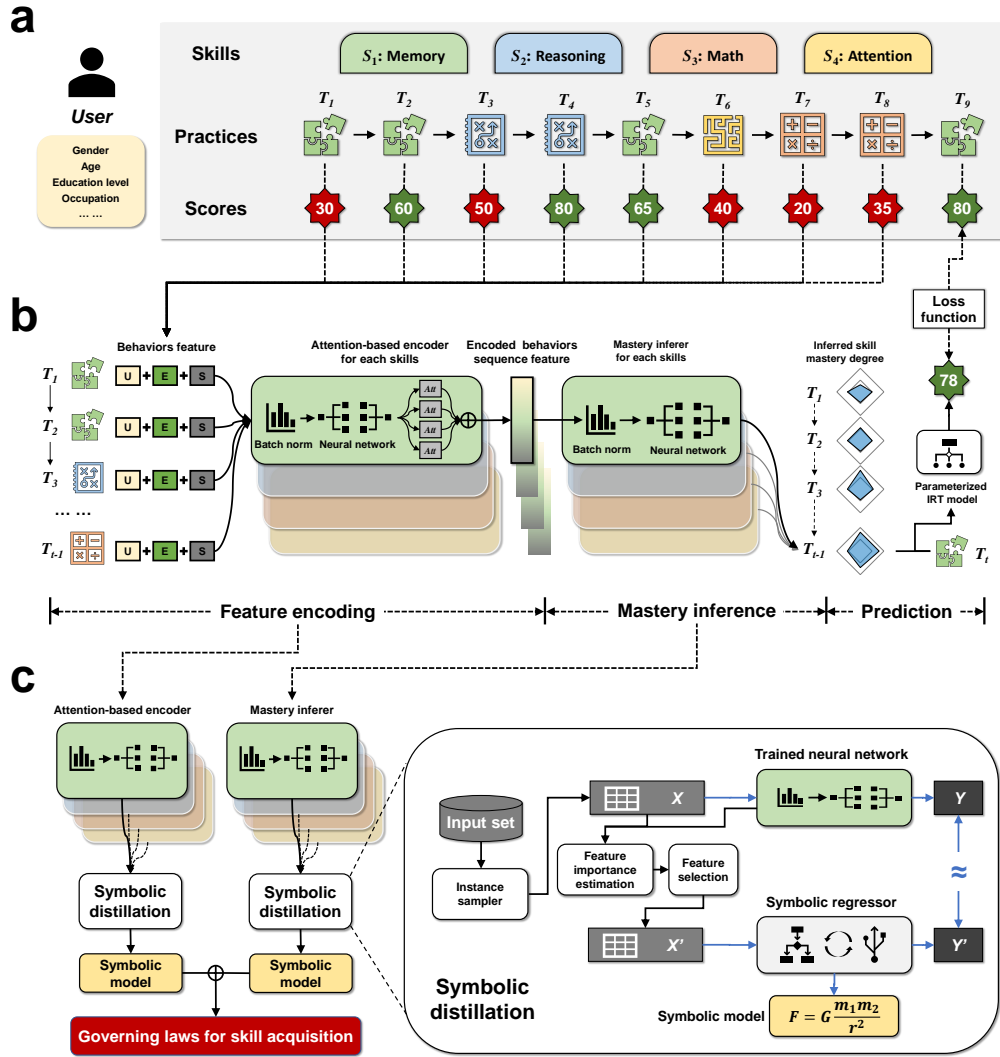 a
Skills
S1: Memory
S2: Reasoning
S3: Math
S4: Attention
User
Gender
Age
Education level
Occupation
... ...
Practices
T1
T2
T3
T4
T5
T6
T7
T8
T9
Scores
30
60
50
80
65
40
20
35
80
b
Behaviors feature
T1
U + E + S
T2
U + E + S
T3
U + E + S
... ...
Tt-1
U + E + S
Attention-based encoder
for each skills
Batch norm
Neural network
Att
Att
Att
Att
Encoded behaviors
sequence feature
Mastery inferer
for each skills
Batch norm
Neural network
Inferred skill
mastery degree
T1
T2
T3
Tt-1
Loss
function
78
Parameterized
IRT model
Tt
Feature encoding
Mastery inference
Prediction
c
Attention-based encoder
Mastery inferer
Symbolic
distillation
Symbolic
distillation
Symbolic
model
Symbolic
model
Governing laws for skill acquisition
Input set
Instance
sampler
X
Feature
importance
estimation
Feature
selection
X'
Trained neural network
Y
≈
Symbolic regressor
Y'
Symbolic model
F = G m1m2 / r2
Symbolic
distillation